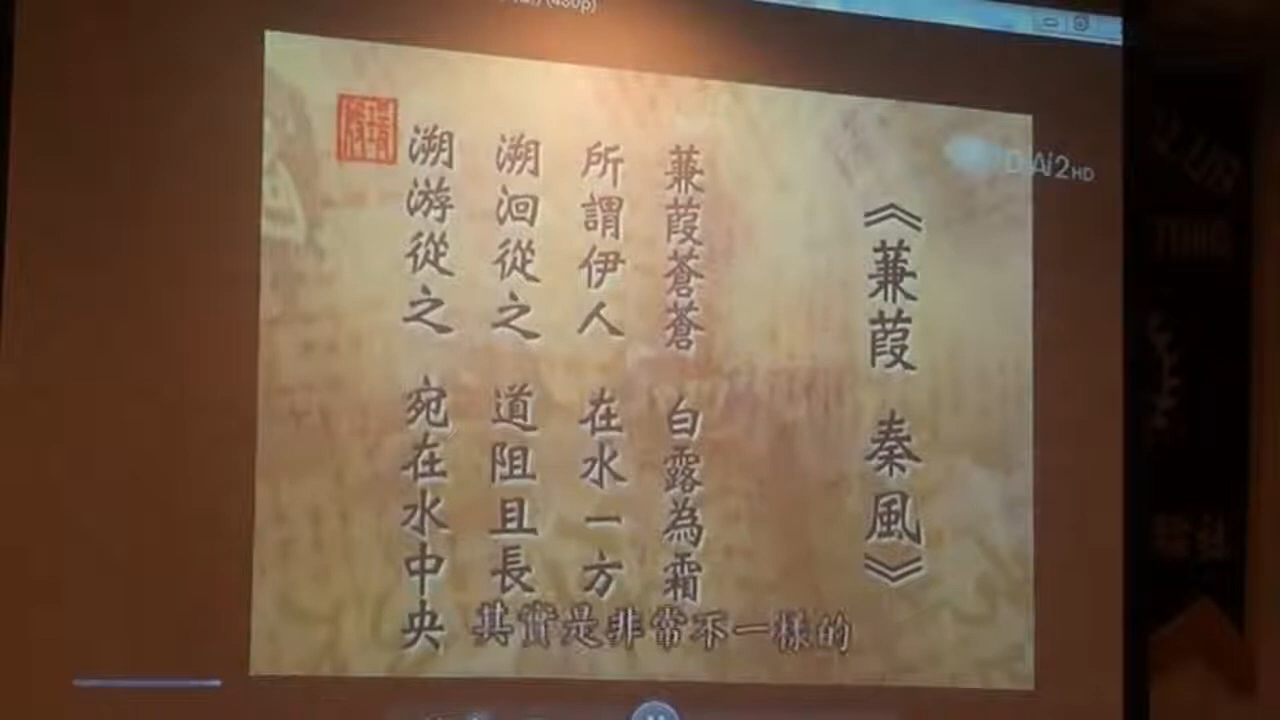 (480p)
Ai2HD
《蒹葭 秦風》
蒹葭蒼蒼 白露為霜
所謂伊人 在水一方
溯洄從之 道阻且長
溯游從之 宛在水中央
其實是非常不一樣的